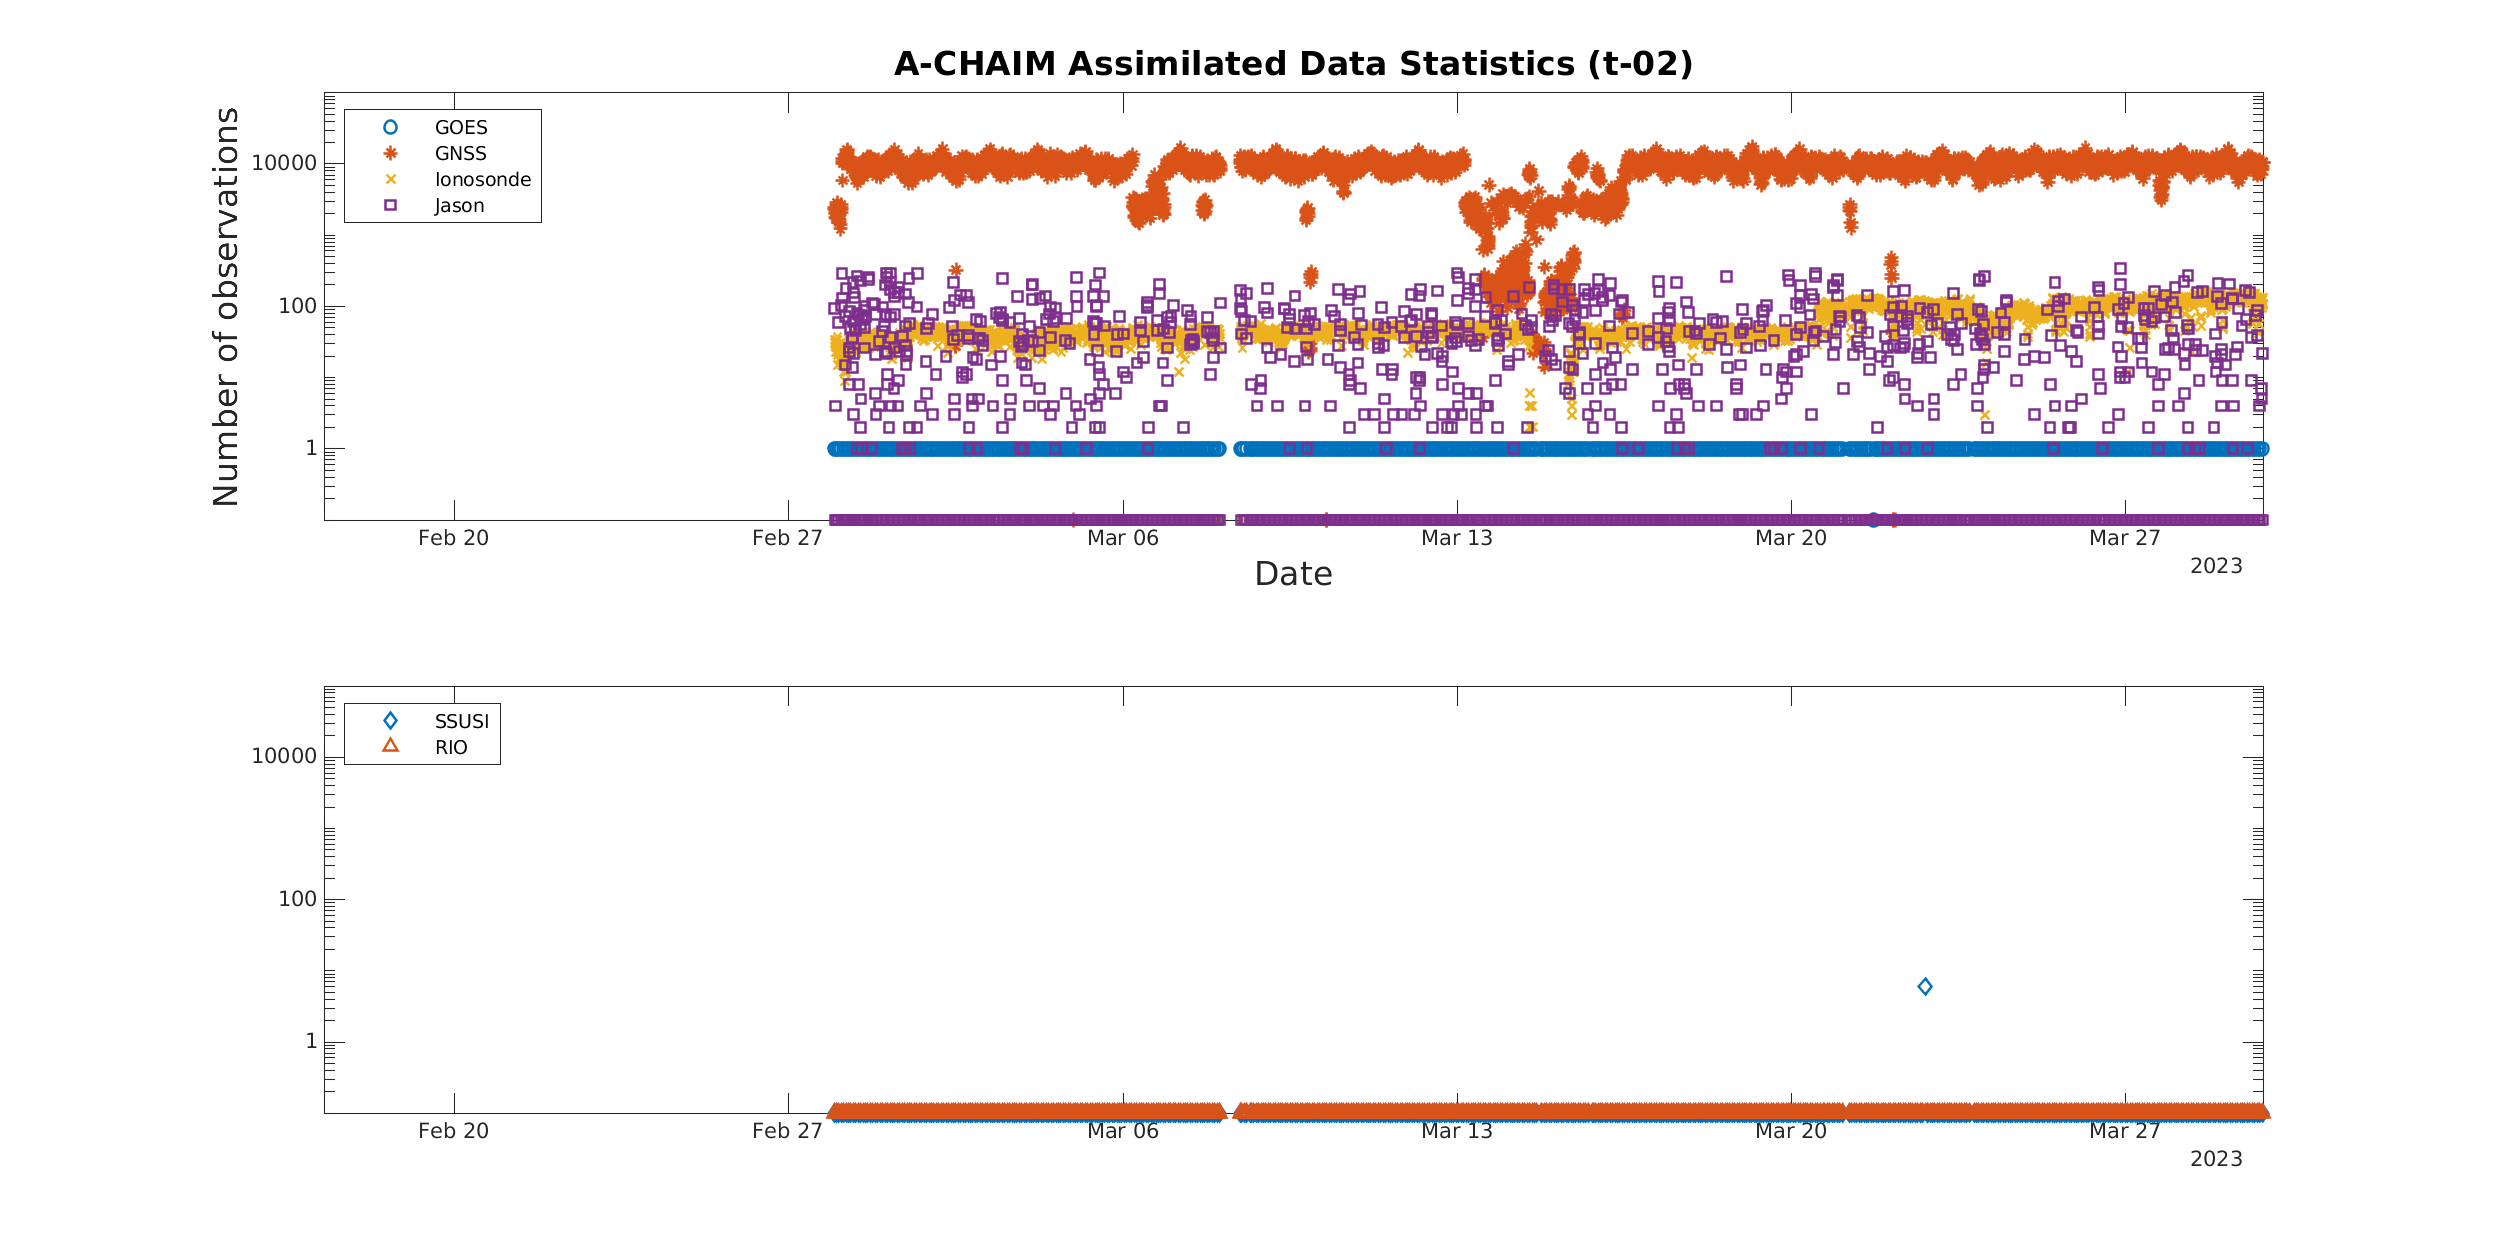 A-CHAIM Assimilated Data Statistics (t-02)
GOES
GNSS
Ionosonde
Jason
10000
100
1
Number of observations
Feb 20 Feb 27 Mar 06 Mar 13 Mar 20 Mar 27
2023
Date
SSUSI
RIO
10000
100
1
Feb 20 Feb 27 Mar 06 Mar 13 Mar 20 Mar 27
2023